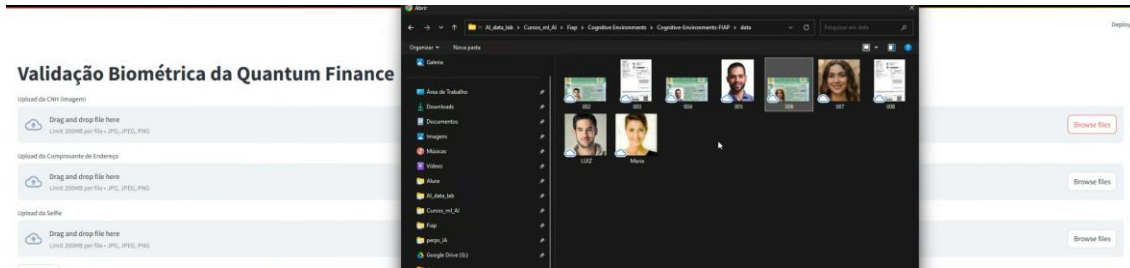 Abrir
AI_data_lab > Cursos_ml_AI > Fiap > Cognitive Environments > Cognitive-Environments-FIAP > data
Pesquisar em data
Deploy
Organizar
Nova pasta
Galeria
Validação Biométrica da Quantum Finance
Upload da CNH (Imagem)
Drag and drop file here
Limit 200MB per file • JPG, JPEG, PNG
Browse files
Upload do Comprovante de Endereço
Drag and drop file here
Limit 200MB per file • JPG, JPEG, PNG
Browse files
Upload da Selfie
Drag and drop file here
Limit 200MB per file • JPG, JPEG, PNG
Browse files
Área de Trabalho
Downloads
Documentos
Imagens
Músicas
Vídeos
Alura
AI_data_lab
Cursos_ml_AI
Fiap
Google Drive (G:)
002
003
004
005
006
007
008
LUIZ
Maria